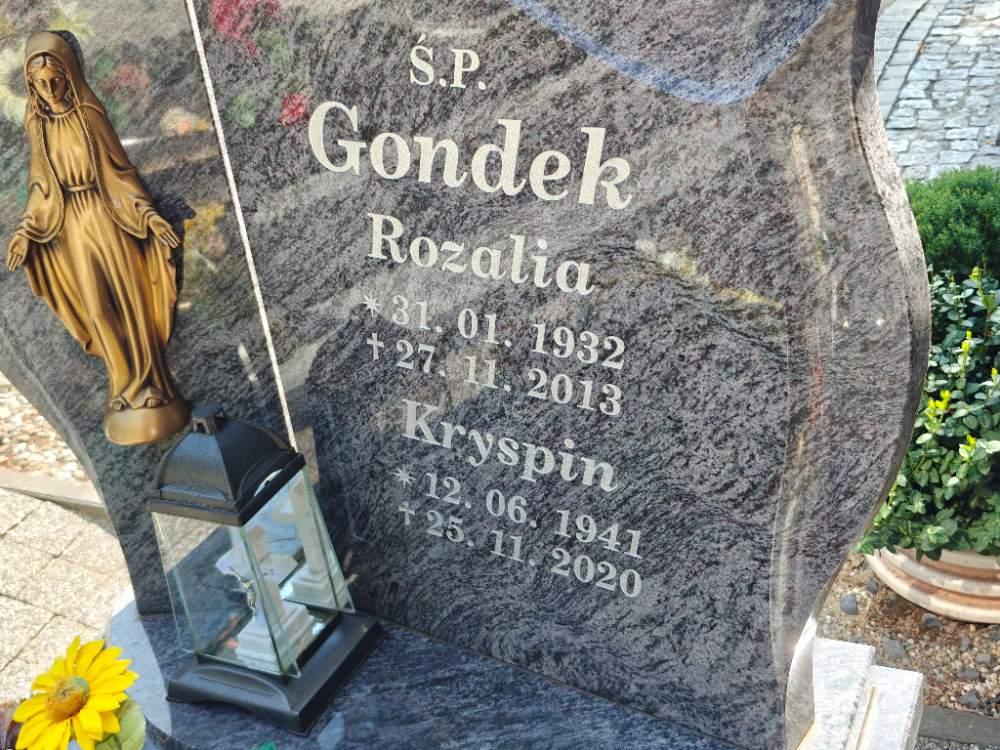 Ś.P.
Gondek
Rozalia
* 31. 01. 1932
† 27. 11. 2013
Kryspin
* 12. 06. 1941
† 25. 11. 2020